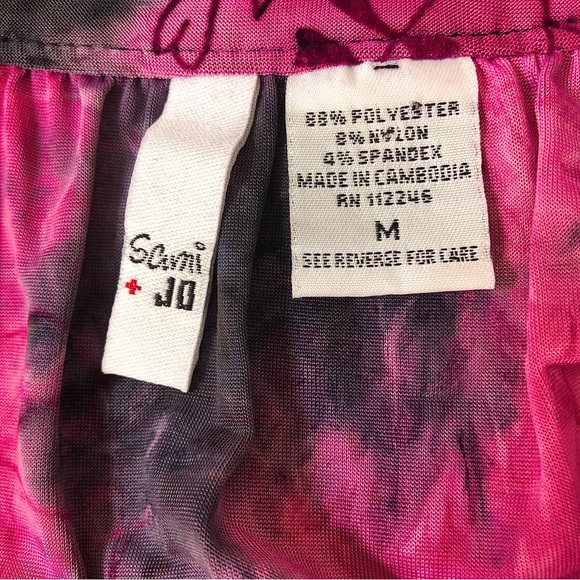 Sami
+ JO
88% POLYESTER
8% NYLON
4% SPANDEX
MADE IN CAMBODIA
RN 112246
M
SEE REVERSE FOR CARE